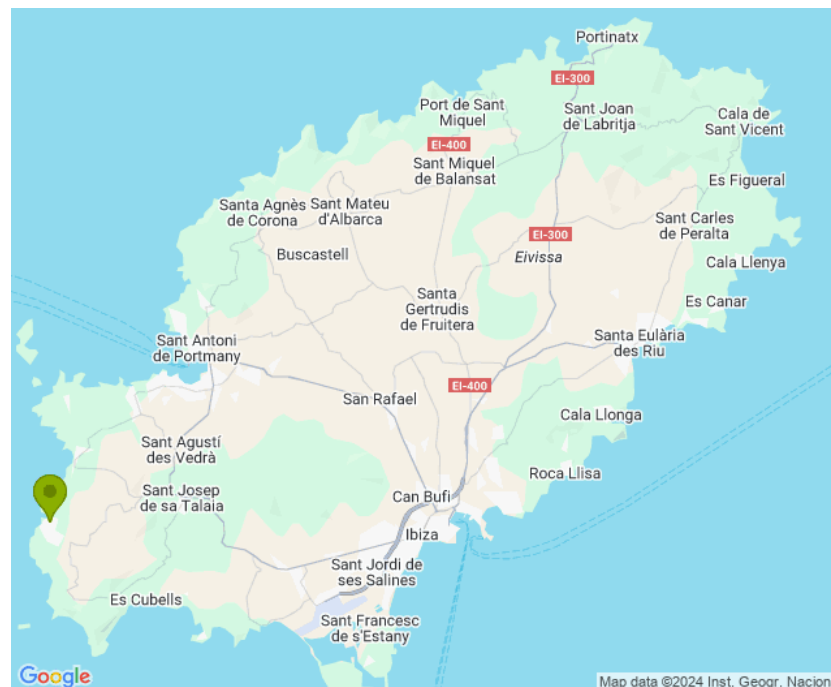 Portinatx
EI-300
Port de Sant
Miquel
Sant Joan
de Labritja
Cala de
Sant Vicent
EI-400
Sant Miquel
de Balansat
Es Figueral
Santa Agnès
de Corona
Sant Mateu
d'Albarca
Sant Carles
de Peralta
EI-300
Buscastell
Eivissa
Cala Llenya
Santa
Gertrudis
de Fruitera
Es Canar
Sant Antoni
de Portmany
Santa Eulària
des Riu
EI-400
San Rafael
Cala Llonga
Sant Agustí
des Vedrà
Roca Llisa
Sant Josep
de sa Talaia
Can Bufi
Ibiza
Sant Jordi de
ses Salines
Es Cubells
Sant Francesc
de s'Estany
Google
Map data ©2024 Inst. Geogr. Nacion